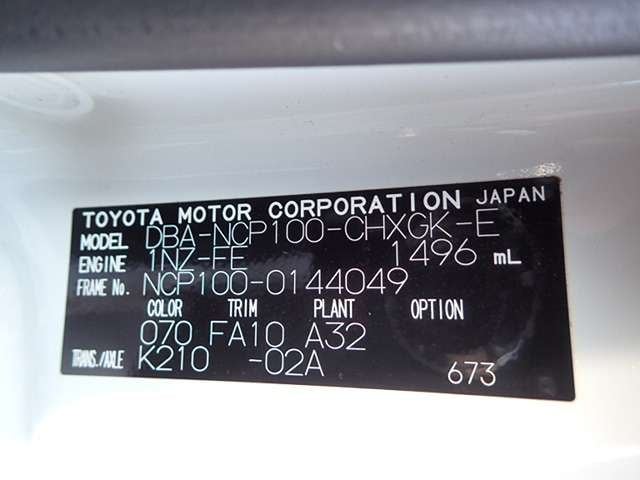 TOYOTA MOTOR CORPORATION JAPAN
MODEL DBA-NCP100-CHXGK-E
ENGINE 1NZ-FE 1496 mL
FRAME No. NCP100-0144049
COLOR TRIM PLANT OPTION
070 FA10 A32
TRANS./AXLE K210 -02A
673